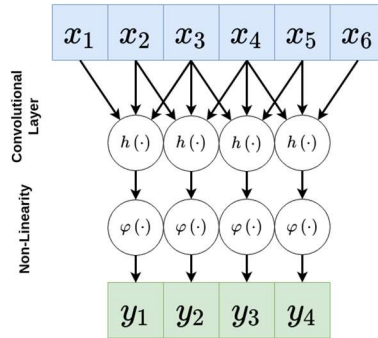 x₁ x₂ x₃ x₄ x₅ x₆
Convolutional
Layer
h (·) h (·) h (·) h (·)
Non-Linearity
φ (·) φ (·) φ (·) φ (·)
y₁ y₂ y₃ y₄